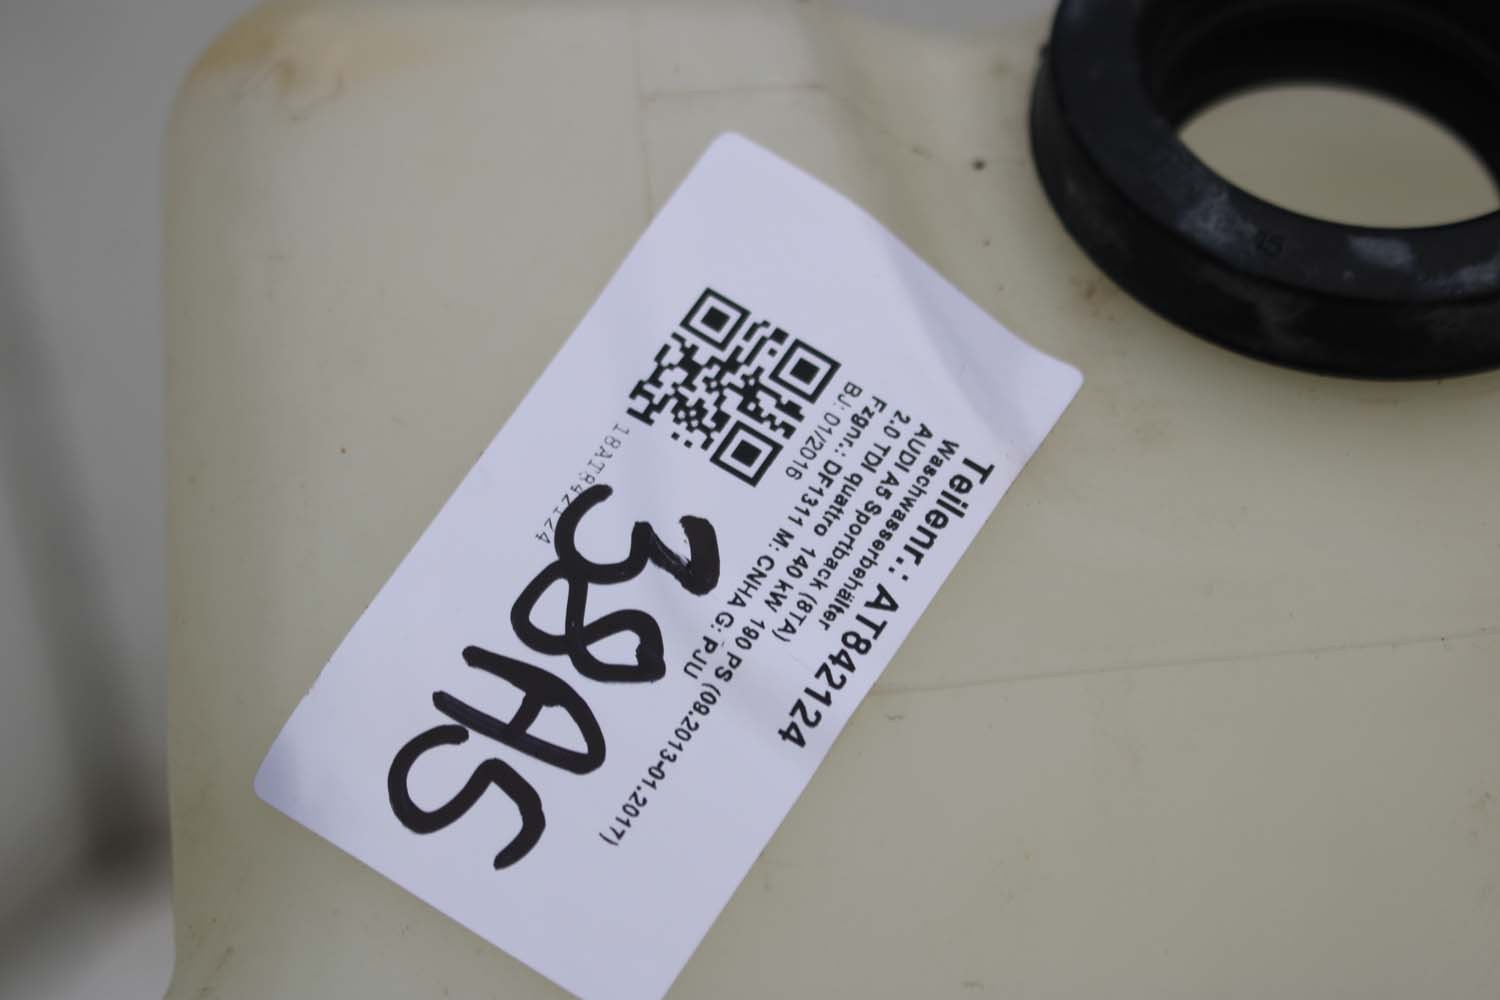 Teilenr.: AT842124
Waschwasserbehälter
AUDI A5 Sportback (8TA)
2.0 TDI quattro 140 kW 190 PS (09.2013-01.2017)
Fzgnr.: DF1311 M: CNHA G: PJU
BJ: 01/2016
18AT842124
38A5